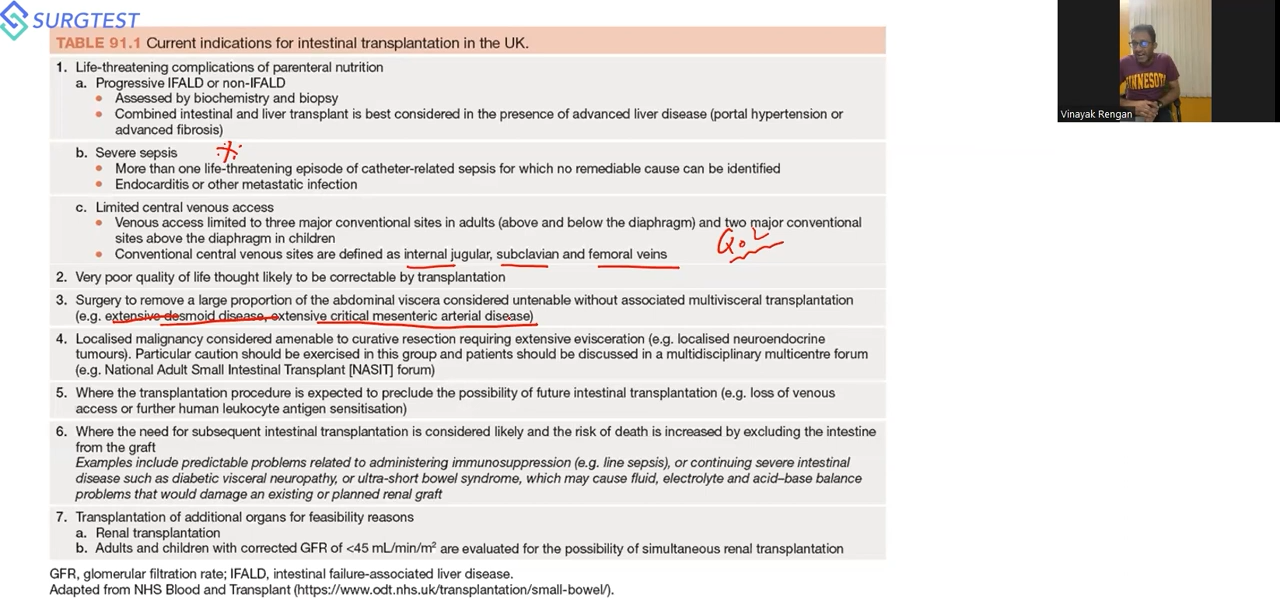 SURGTEST
TABLE 91.1 Current indications for intestinal transplantation in the UK.
1. Life-threatening complications of parenteral nutrition
a. Progressive IFALD or non-IFALD
• Assessed by biochemistry and biopsy
• Combined intestinal and liver transplant is best considered in the presence of advanced liver disease (portal hypertension or
advanced fibrosis)
b. Severe sepsis
• More than one life-threatening episode of catheter-related sepsis for which no remediable cause can be identified
• Endocarditis or other metastatic infection
c. Limited central venous access
• Venous access limited to three major conventional sites in adults (above and below the diaphragm) and two major conventional
sites above the diaphragm in children
• Conventional central venous sites are defined as internal jugular, subclavian and femoral veins
2. Very poor quality of life thought likely to be correctable by transplantation
3. Surgery to remove a large proportion of the abdominal viscera considered untenable without associated multivisceral transplantation
(e.g. extensive desmoid disease, extensive critical mesenteric arterial disease)
4. Localised malignancy considered amenable to curative resection requiring extensive evisceration (e.g. localised neuroendocrine
tumours). Particular caution should be exercised in this group and patients should be discussed in a multidisciplinary multicentre forum
(e.g. National Adult Small Intestinal Transplant [NASIT] forum)
5. Where the transplantation procedure is expected to preclude the possibility of future intestinal transplantation (e.g. loss of venous
access or further human leukocyte antigen sensitisation)
6. Where the need for subsequent intestinal transplantation is considered likely and the risk of death is increased by excluding the intestine
from the graft
Examples include predictable problems related to administering immunosuppression (e.g. line sepsis), or continuing severe intestinal
disease such as diabetic visceral neuropathy, or ultra-short bowel syndrome, which may cause fluid, electrolyte and acid–base balance
problems that would damage an existing or planned renal graft
7. Transplantation of additional organs for feasibility reasons
a. Renal transplantation
b. Adults and children with corrected GFR of <45 mL/min/m² are evaluated for the possibility of simultaneous renal transplantation
GFR, glomerular filtration rate; IFALD, intestinal failure-associated liver disease.
Adapted from NHS Blood and Transplant (https://www.odt.nhs.uk/transplantation/small-bowel/).
MINNESOTA
Vinayak Rengan